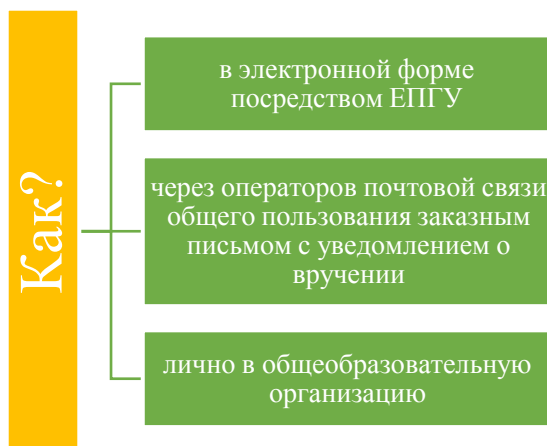 Как?
в электронной форме
посредством ЕПГУ
через операторов почтовой связи
общего пользования заказным
письмом с уведомлением о
вручении
лично в общеобразовательную
организацию